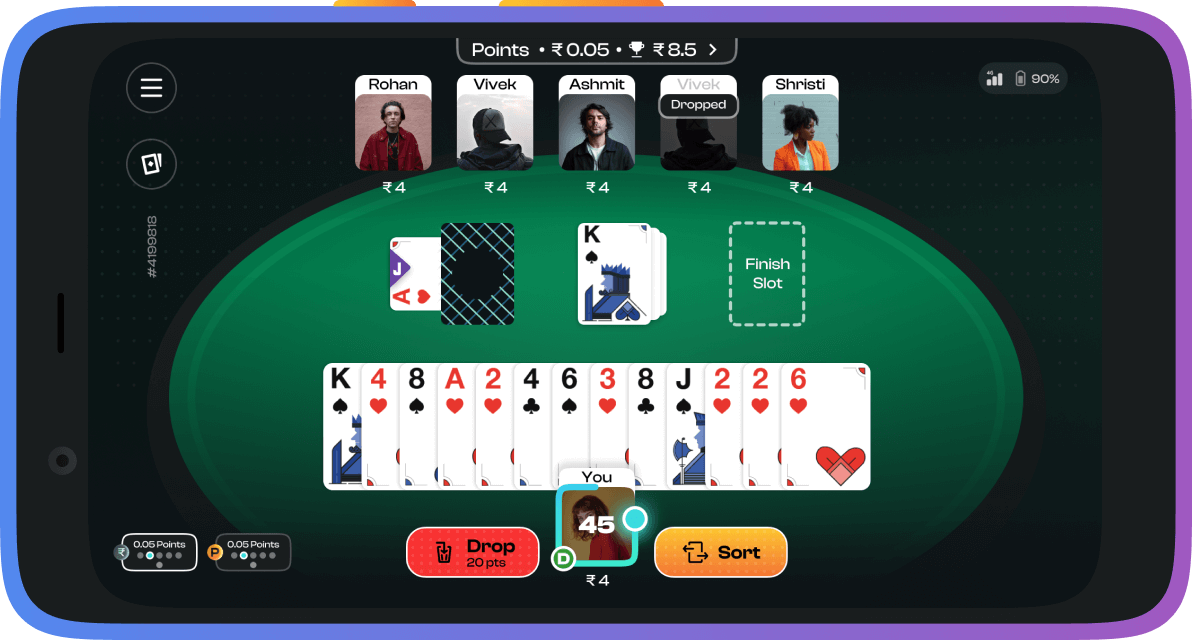 Points • ₹ 0.05 • ₹ 8.5 >
90%
4G
Rohan
Vivek
Ashmit
Vivek
Shristi
Dropped
₹ 4
₹ 4
₹ 4
₹ 4
₹ 4
#4199818
J
A
K
Finish
Slot
K 4 8 A 2 4 6 3 8 J 2 2 6
You
45
D
₹ 4
Drop
20 pts
Sort
₹
0.05 Points
P
0.05 Points